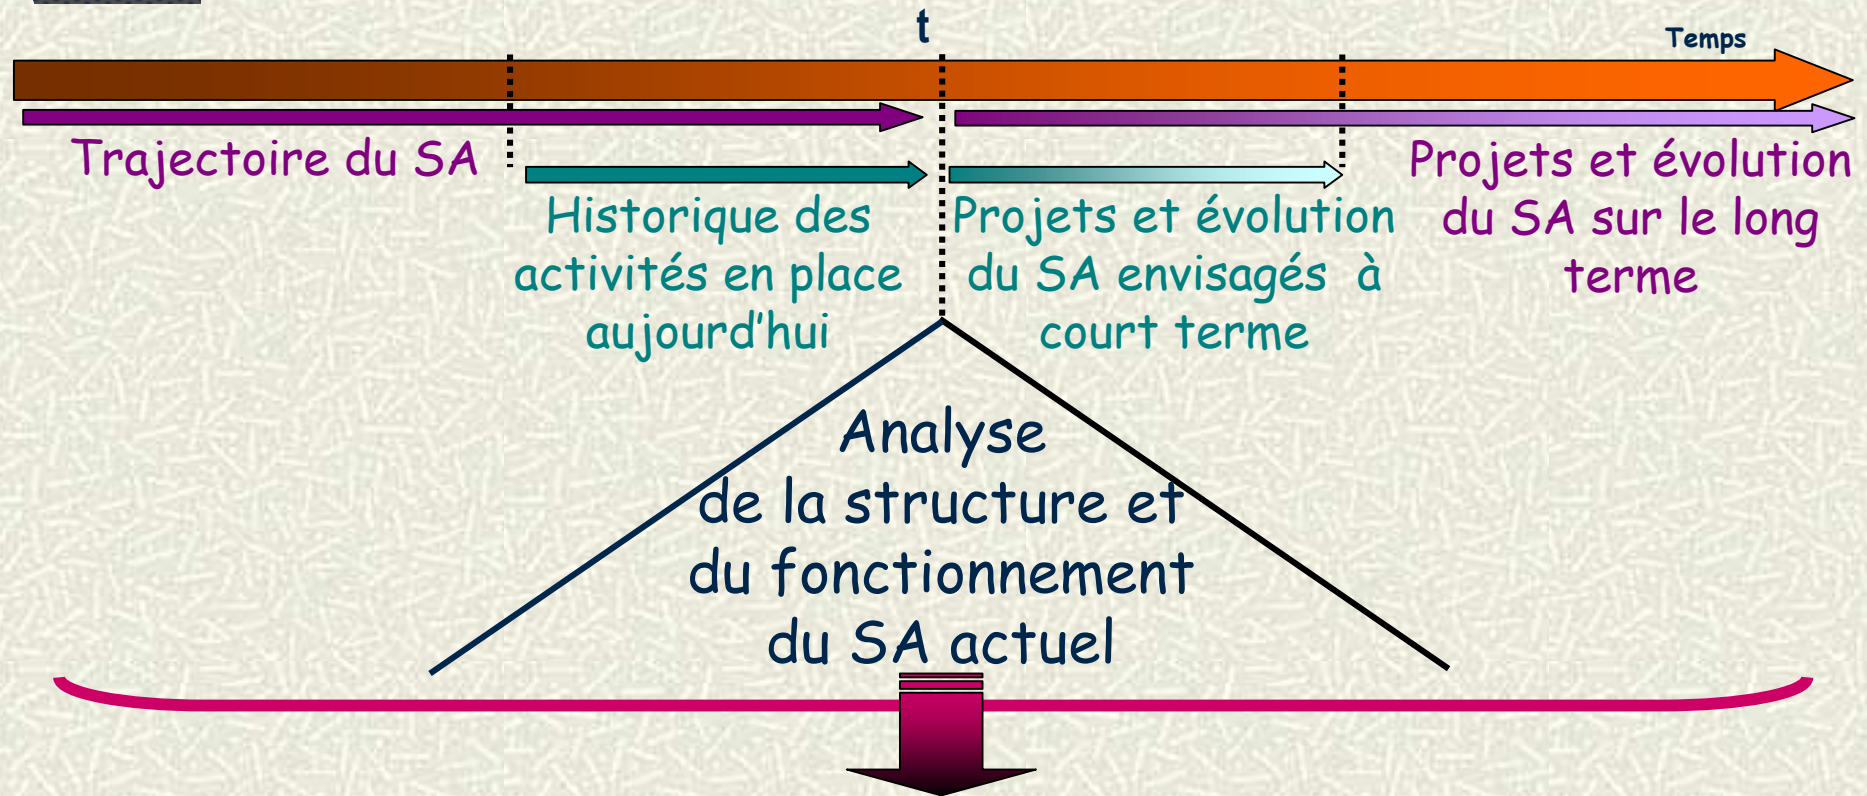 t
Temps
Trajectoire du SA
Historique des
activités en place
aujourd'hui
Projets et évolution
du SA envisagés à
court terme
Projets et évolution
du SA sur le long
terme
Analyse
de la structure et
du fonctionnement
du SA actuel